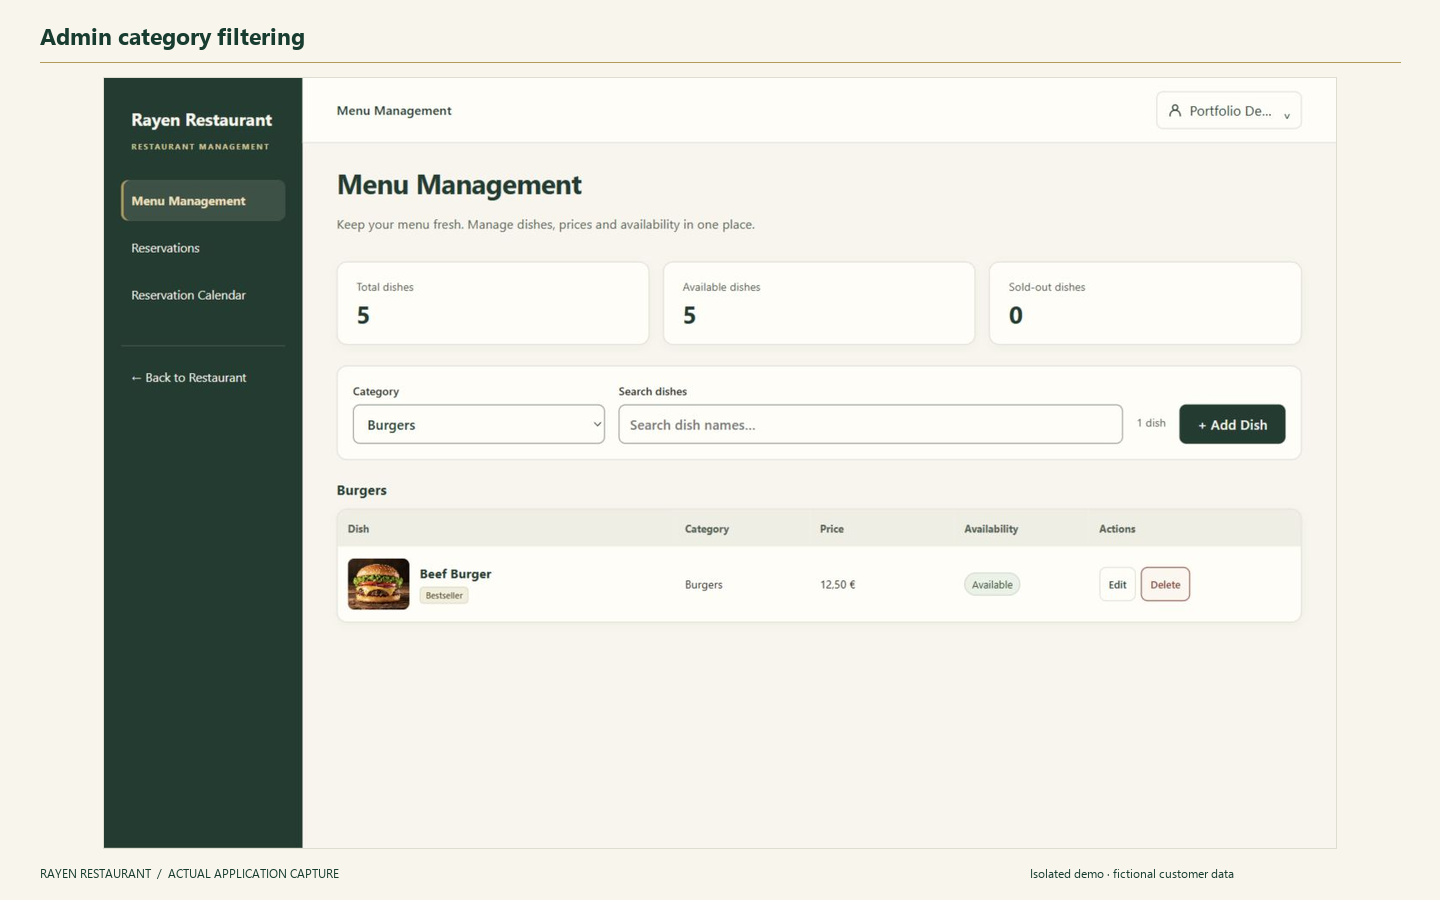 Admin category filtering
Rayen Restaurant
RESTAURANT MANAGEMENT
Menu Management
Reservations
Reservation Calendar
← Back to Restaurant
Menu Management
Portfolio De...
Menu Management
Keep your menu fresh. Manage dishes, prices and availability in one place.
Total dishes
5
Available dishes
5
Sold-out dishes
0
Category
Burgers
Search dishes
Search dish names...
1 dish
+ Add Dish
Burgers
Dish Category Price Availability Actions
Beef Burger
Bestseller
Burgers 12,50 € Available Edit Delete
RAYEN RESTAURANT / ACTUAL APPLICATION CAPTURE
Isolated demo · fictional customer data